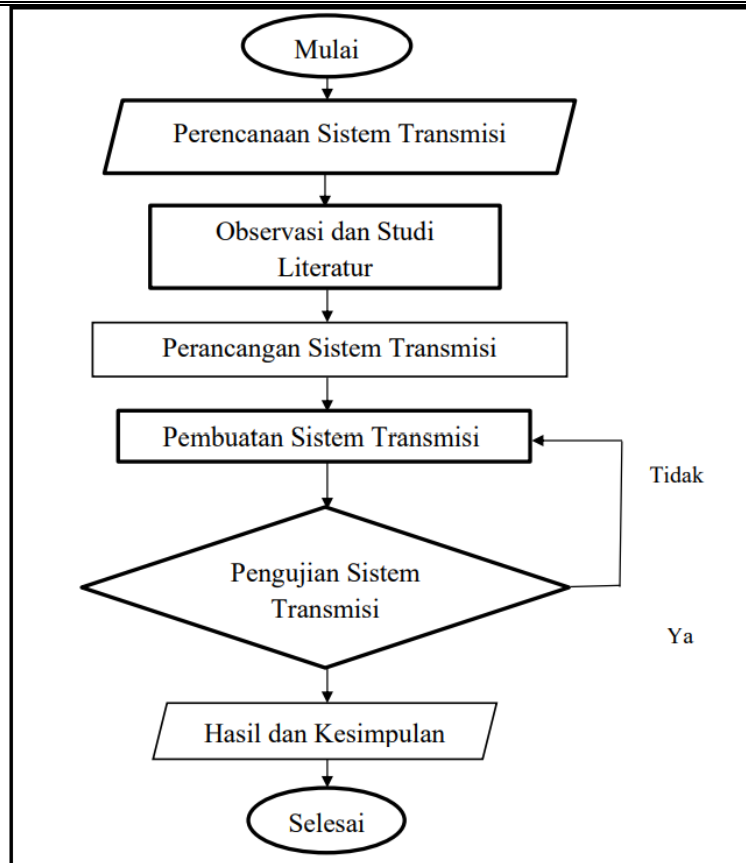 Mulai
Perencanaan Sistem Transmisi
Observasi dan Studi
Literatur
Perancangan Sistem Transmisi
Pembuatan Sistem Transmisi
Tidak
Pengujian Sistem
Transmisi
Ya
Hasil dan Kesimpulan
Selesai